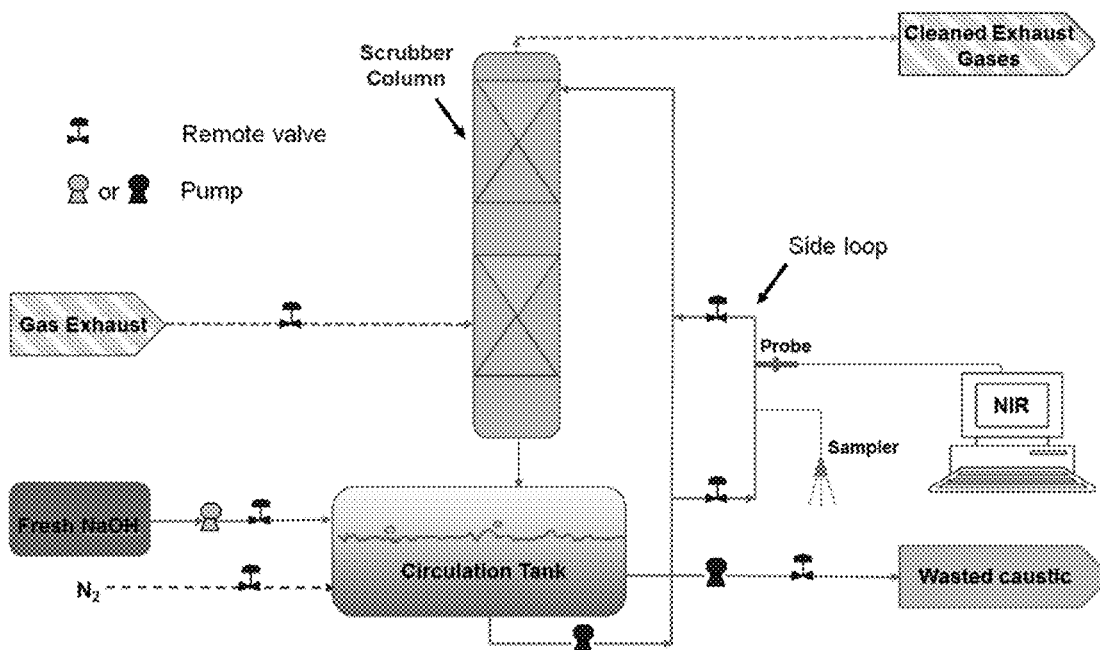 Cleaned Exhaust
Gases
Scrubber
Column
Remote valve
or
Pump
Side loop
Gas Exhaust
Probe
NIR
Sampler
Fresh NaOH
Circulation Tank
Wasted caustic
N₂